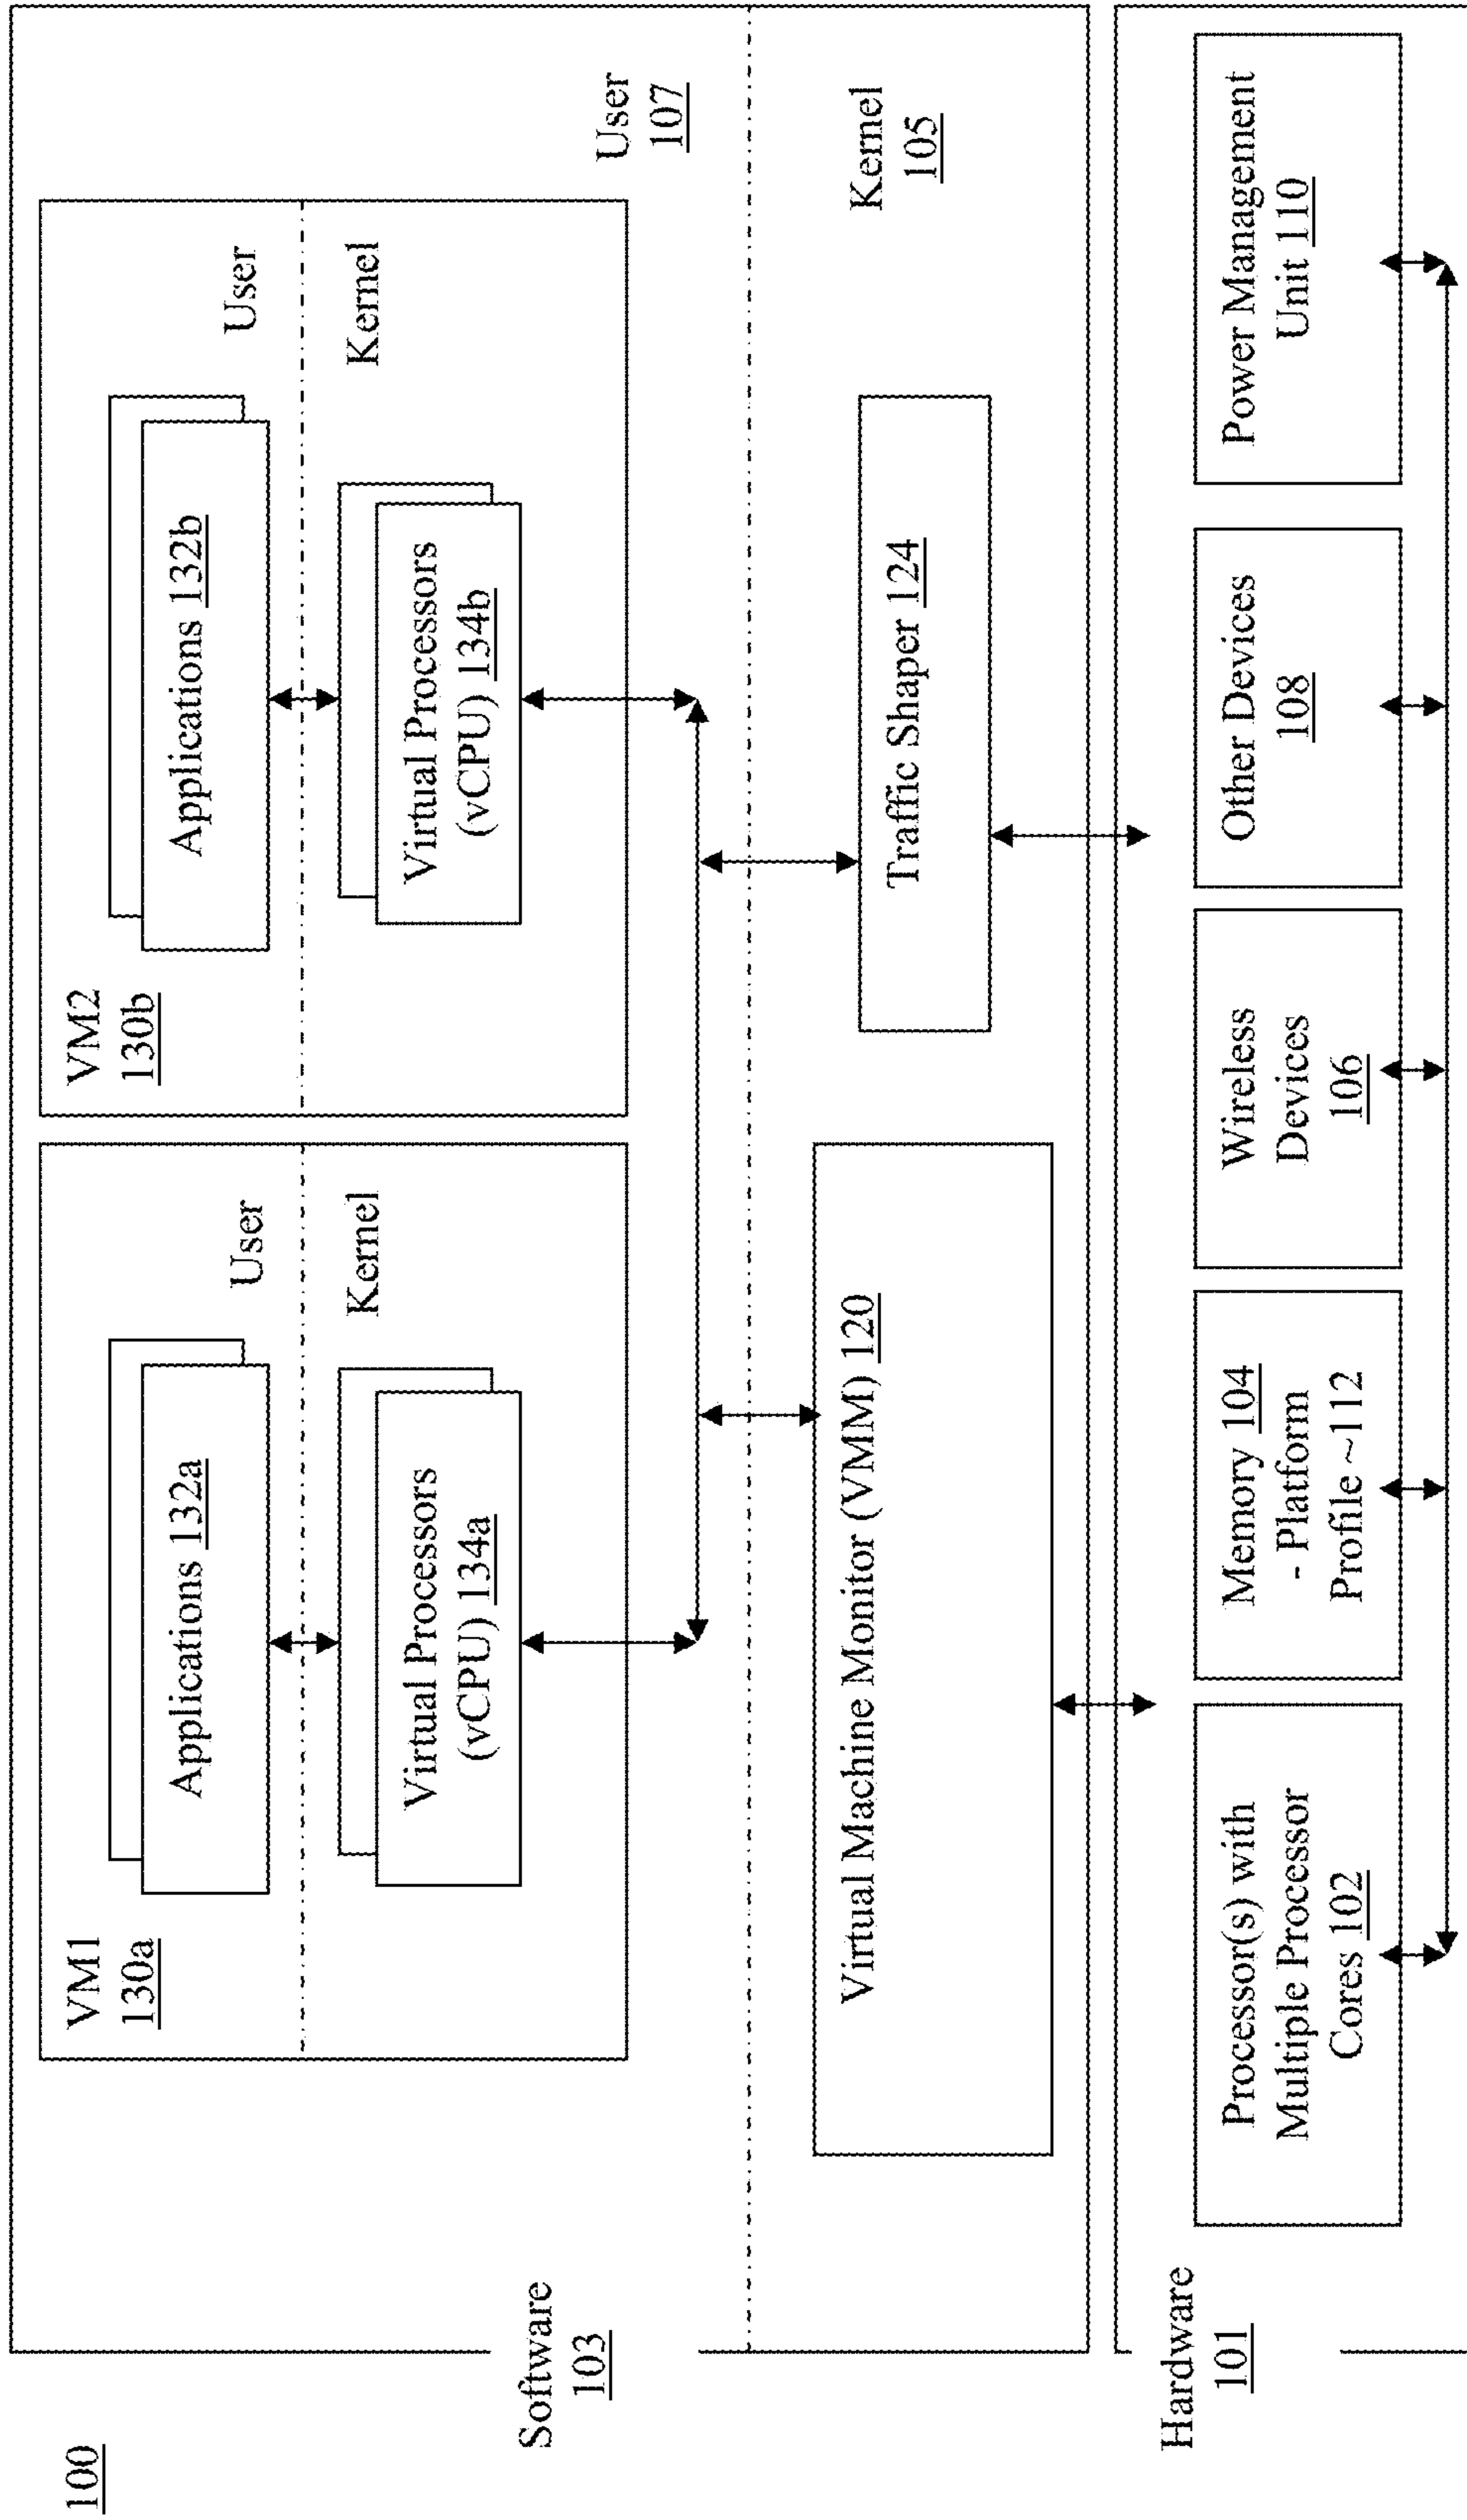 100
Software
103
VM1
130a
Applications 132a
User
Virtual Processors
(vCPU) 134a
Kernel
VM2
130b
Applications 132b
User
Virtual Processors
(vCPU) 134b
Kernel
User
107
Virtual Machine Monitor (VMM) 120
Traffic Shaper 124
Kernel
105
Hardware
101
Processor(s) with
Multiple Processor
Cores 102
Memory 104
- Platform
Profile ~112
Wireless
Devices
106
Other Devices
108
Power Management
Unit 110